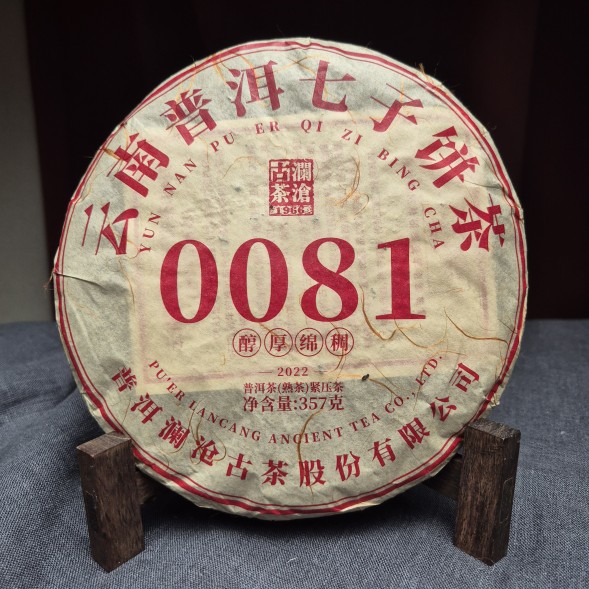 云南普洱七子饼茶
YUN NAN PU ER QI ZI BING CHA
澜沧
古茶
1966
0081
醇厚绵稠
2022
普洱茶(熟茶)紧压茶
净含量:357克
PU'ER LANCANG ANCIENT TEA CO., LTD.
普洱澜沧古茶股份有限公司